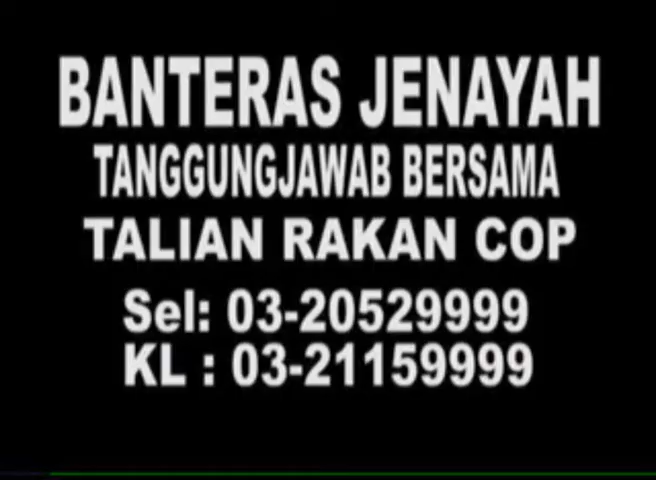 BANTERAS JENAYAH
TANGGUNGJAWAB BERSAMA
TALIAN RAKAN COP
Sel: 03-20529999
KL : 03-21159999